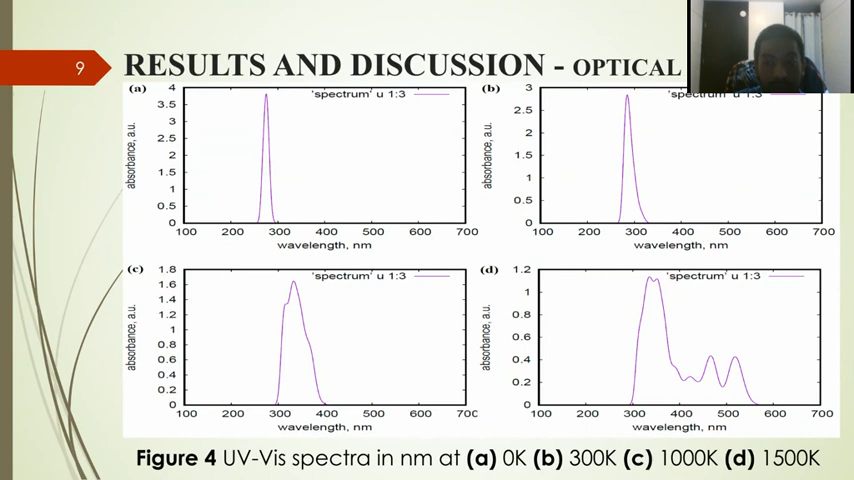 9
RESULTS AND DISCUSSION - OPTICAL
(a)
4
3.5
3
2.5
2
1.5
1
0.5
0
absorbance, a.u.
'spectrum' u 1:3
100 200 300 400 500 600 700
wavelength, nm
(b)
3
2.5
2
1.5
1
0.5
0
absorbance, a.u.
'spectrum' u 1:3
100 200 300 400 500 600 700
wavelength, nm
(c)
1.8
1.6
1.4
1.2
1
0.8
0.6
0.4
0.2
0
absorbance, a.u.
'spectrum' u 1:3
100 200 300 400 500 600 700
wavelength, nm
(d)
1.2
1
0.8
0.6
0.4
0.2
0
absorbance, a.u.
'spectrum' u 1:3
100 200 300 400 500 600 700
wavelength, nm
Figure 4 UV-Vis spectra in nm at (a) 0K (b) 300K (c) 1000K (d) 1500K